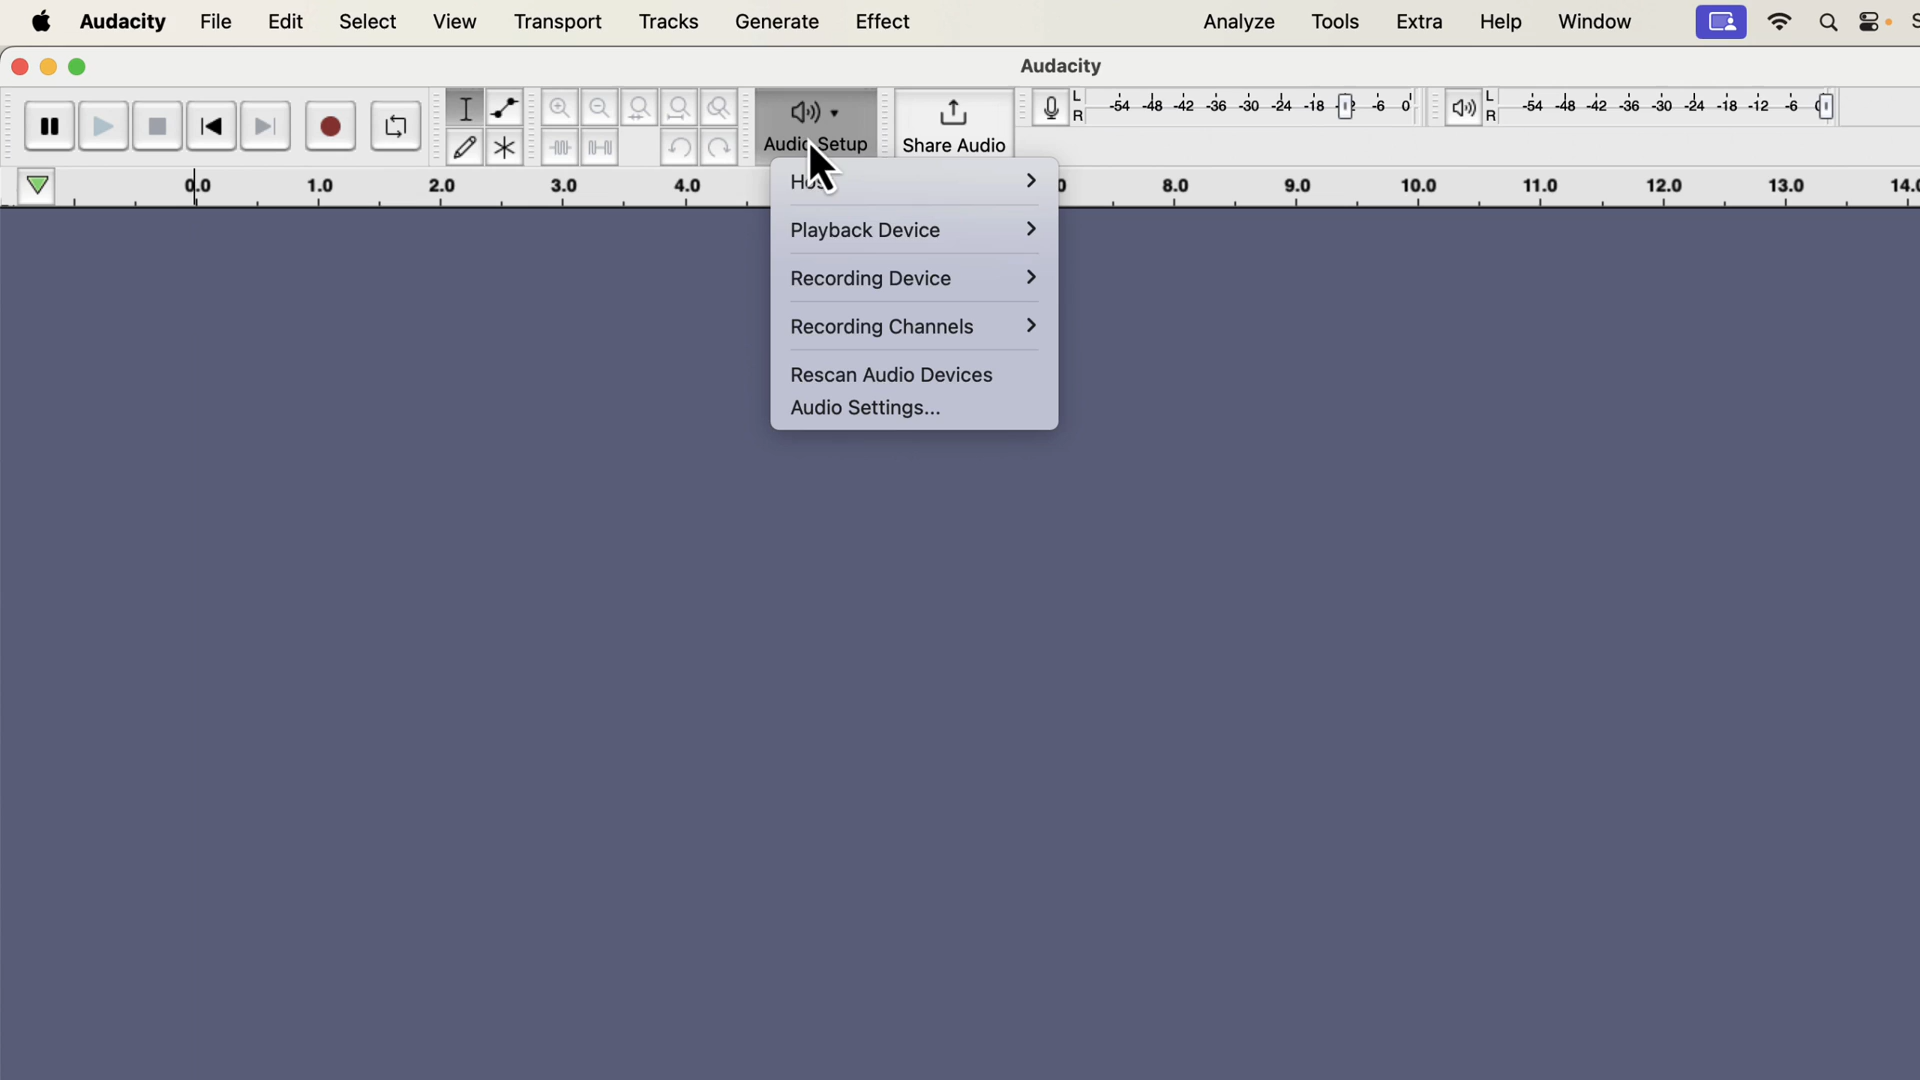 Audacity File Edit Select View Transport Tracks Generate Effect Analyze Tools Extra Help Window
Audacity
L -54 -48 -42 -36 -30 -24 -18 -6 0 L -54 -48 -42 -36 -30 -24 -18 -12 -6
R R
Audio Setup Share Audio
0.0 1.0 2.0 3.0 4.0 8.0 9.0 10.0 11.0 12.0 13.0 14.0
Playback Device
Recording Device
Recording Channels
Rescan Audio Devices
Audio Settings...